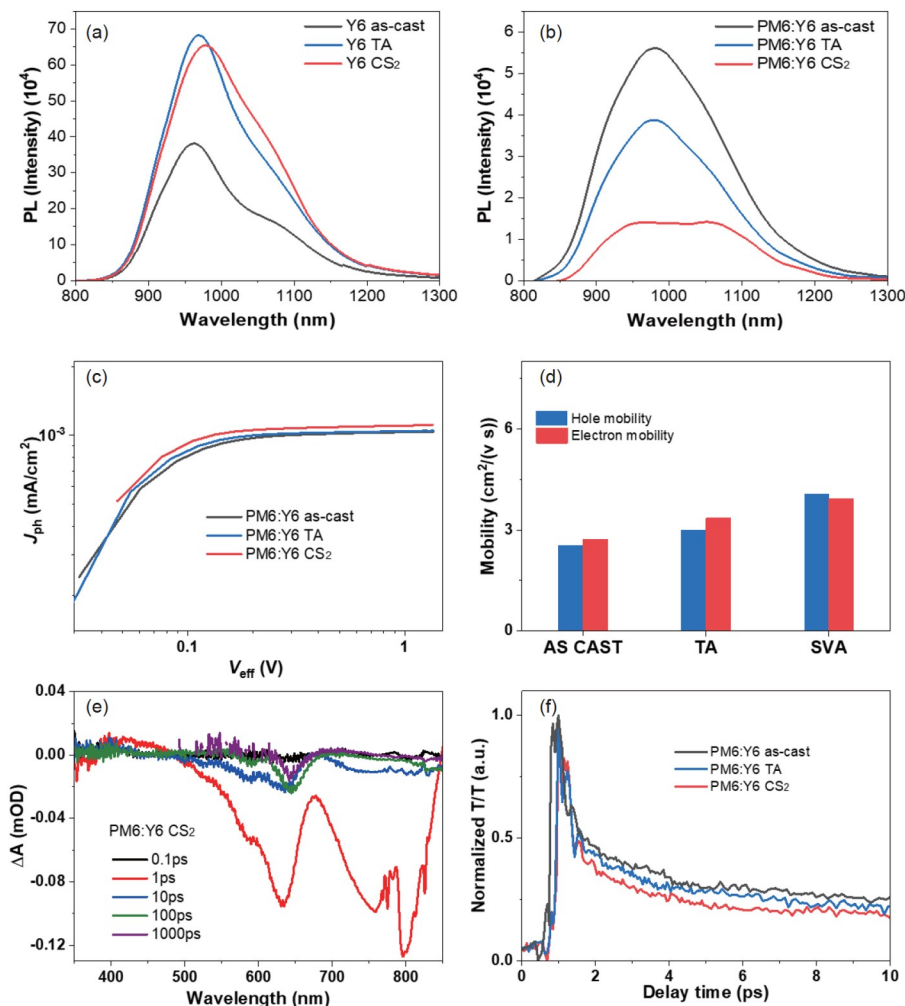 (a)
Y6 as-cast
Y6 TA
Y6 CS₂
PL (Intensity) (10⁴)
70
60
50
40
30
20
10
0
800 900 1000 1100 1200 1300
Wavelength (nm)
(b)
PM6:Y6 as-cast
PM6:Y6 TA
PM6:Y6 CS₂
PL (Intensity) (10⁴)
6
5
4
3
2
1
0
800 900 1000 1100 1200 1300
Wavelength (nm)
(c)
Jph (mA/cm²)
10⁻³
PM6:Y6 as-cast
PM6:Y6 TA
PM6:Y6 CS₂
0.1 1
Veff (V)
(d)
Hole mobility
Electron mobility
Mobility (cm²/(v s))
6
3
0
AS CAST TA SVA
(e)
ΔA (mOD)
0.04
0.00
-0.04
-0.08
-0.12
PM6:Y6 CS₂
0.1ps
1ps
10ps
100ps
1000ps
400 500 600 700 800
Wavelength (nm)
(f)
PM6:Y6 as-cast
PM6:Y6 TA
PM6:Y6 CS₂
Normalized T/T (a.u.)
1.0
0.5
0.0
0 2 4 6 8 10
Delay time (ps)